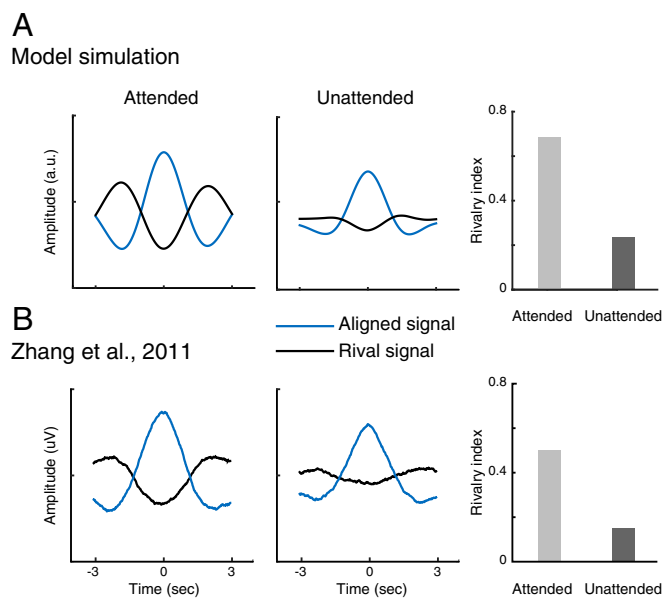 A
Model simulation
Attended
Unattended
Amplitude (a.u.)
0.8
0.4
0
Rivalry index
Attended Unattended
B
Zhang et al., 2011
Aligned signal
Rival signal
Amplitude (uV)
-3 0 3
Time (sec)
-3 0 3
Time (sec)
0.8
0.4
0
Rivalry index
Attended Unattended